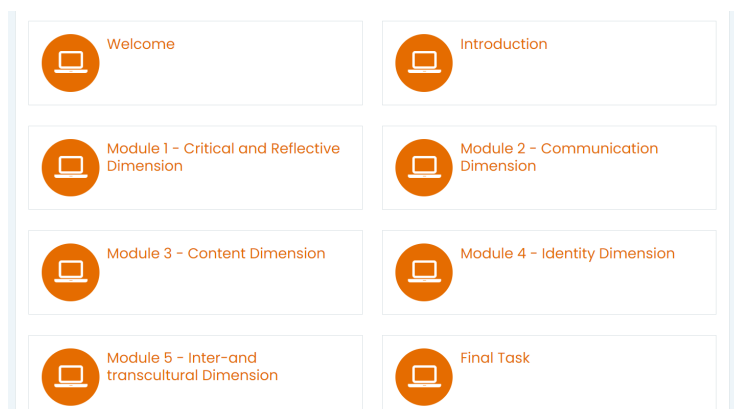 Welcome
Introduction
Module 1 - Critical and Reflective
Dimension
Module 2 - Communication
Dimension
Module 3 - Content Dimension
Module 4 - Identity Dimension
Module 5 - Inter-and
transcultural Dimension
Final Task